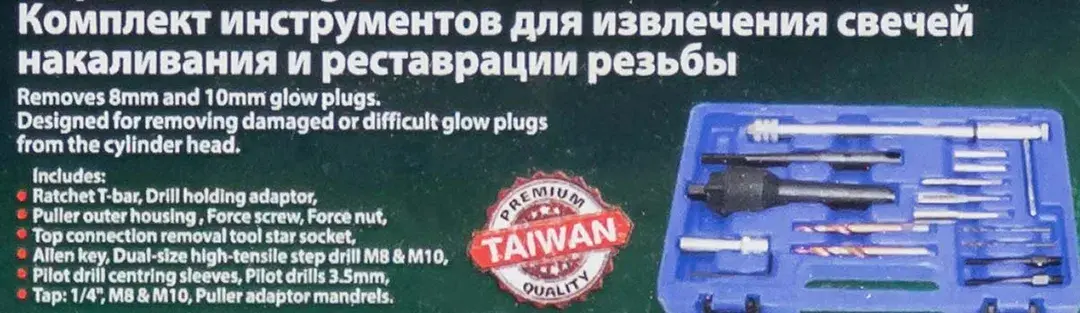 Комплект инструментов для извлечения свечей
накаливания и реставрации резьбы
Removes 8mm and 10mm glow plugs.
Designed for removing damaged or difficult glow plugs
from the cylinder head.
Includes:
Ratchet T-bar, Drill holding adaptor,
Puller outer housing , Force screw, Force nut,
Top connection removal tool star socket,
Allen key, Dual-size high-tensile step drill M8 & M10,
Pilot drill centring sleeves, Pilot drills 3.5mm,
Tap: 1/4", M8 & M10, Puller adaptor mandrels.
PREMIUM
TAIWAN
QUALITY